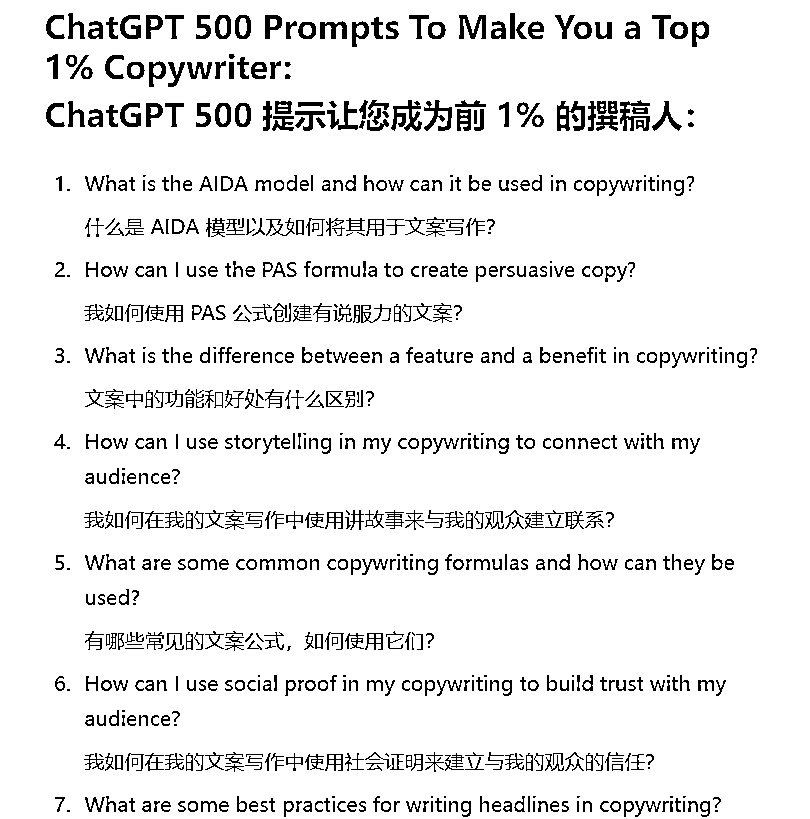 ChatGPT 500 Prompts To Make You a Top
1% Copywriter:
ChatGPT 500 提示让您成为前 1% 的撰稿人：
1. What is the AIDA model and how can it be used in copywriting?
什么是 AIDA 模型以及如何将其用于文案写作？
2. How can I use the PAS formula to create persuasive copy?
我如何使用 PAS 公式创建有说服力的文案？
3. What is the difference between a feature and a benefit in copywriting?
文案中的功能和好处有什么区别？
4. How can I use storytelling in my copywriting to connect with my
audience?
我如何在我的文案写作中使用讲故事来与我的观众建立联系？
5. What are some common copywriting formulas and how can they be
used?
有哪些常见的文案公式，如何使用它们？
6. How can I use social proof in my copywriting to build trust with my
audience?
我如何在我的文案写作中使用社会证明来建立与我的观众的信任？
7. What are some best practices for writing headlines in copywriting?